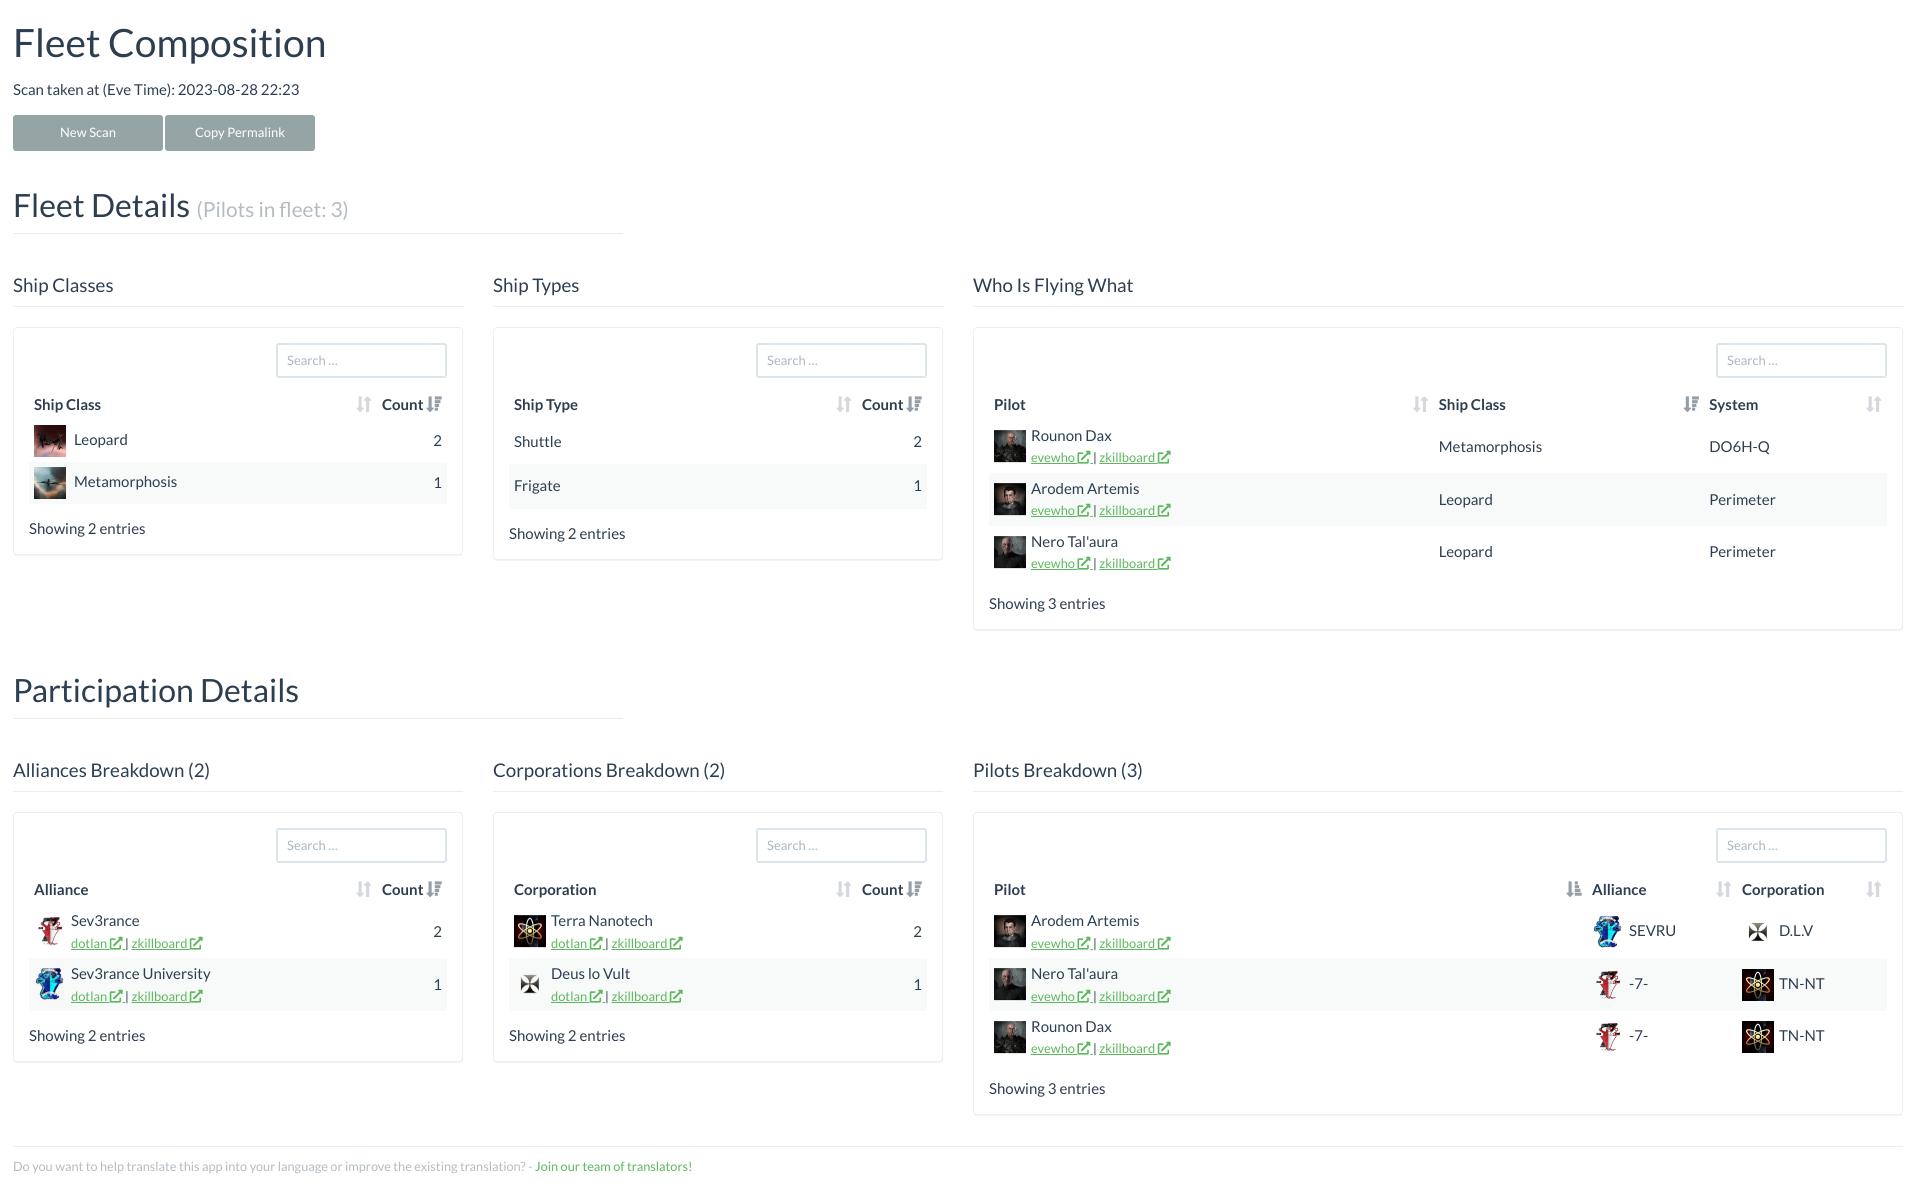 Fleet Composition
Scan taken at (Eve Time): 2023-08-28 22:23
New Scan
Copy Permalink
Fleet Details (Pilots in fleet: 3)
Ship Classes
Search ...
Ship Class Count
Leopard 2
Metamorphosis 1
Showing 2 entries
Ship Types
Search ...
Ship Type Count
Shuttle 2
Frigate 1
Showing 2 entries
Who Is Flying What
Search ...
Pilot Ship Class System
Rounon Dax
evewho | zkillboard
Metamorphosis DO6H-Q
Arodem Artemis
evewho | zkillboard
Leopard Perimeter
Nero Tal'aura
evewho | zkillboard
Leopard Perimeter
Showing 3 entries
Participation Details
Alliances Breakdown (2)
Search ...
Alliance Count
Sev3rance
dotlan | zkillboard
2
Sev3rance University
dotlan | zkillboard
1
Showing 2 entries
Corporations Breakdown (2)
Search ...
Corporation Count
Terra Nanotech
dotlan | zkillboard
2
Deus lo Vult
dotlan | zkillboard
1
Showing 2 entries
Pilots Breakdown (3)
Search ...
Pilot Alliance Corporation
Arodem Artemis
evewho | zkillboard
SEVRU D.L.V
Nero Tal'aura
evewho | zkillboard
-7- TN-NT
Rounon Dax
evewho | zkillboard
-7- TN-NT
Showing 3 entries
Do you want to help translate this app into your language or improve the existing translation? - Join our team of translators!